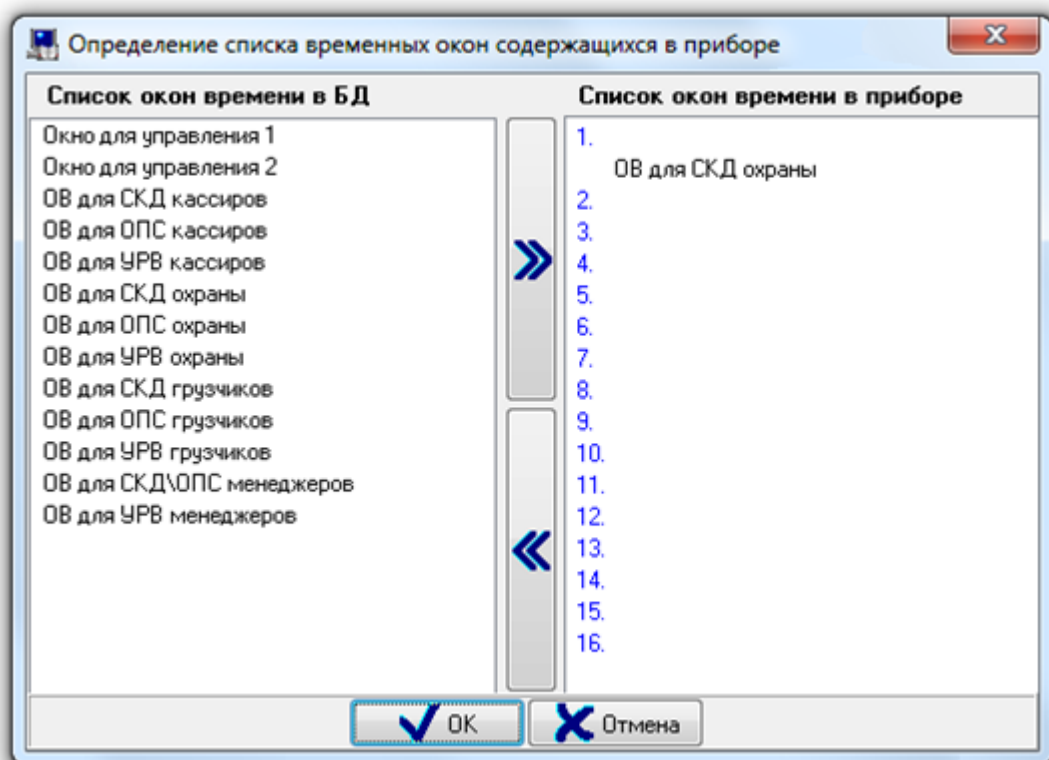 Определение списка временных окон содержащихся в приборе
Список окон времени в БД
Окно для управления 1
Окно для управления 2
ОВ для СКД кассиров
ОВ для ОПС кассиров
ОВ для УРВ кассиров
ОВ для СКД охраны
ОВ для ОПС охраны
ОВ для УРВ охраны
ОВ для СКД грузчиков
ОВ для ОПС грузчиков
ОВ для УРВ грузчиков
ОВ для СКД\ОПС менеджеров
ОВ для УРВ менеджеров
Список окон времени в приборе
1.
ОВ для СКД охраны
2.
3.
4.
5.
6.
7.
8.
9.
10.
11.
12.
13.
14.
15.
16.
OK
Отмена